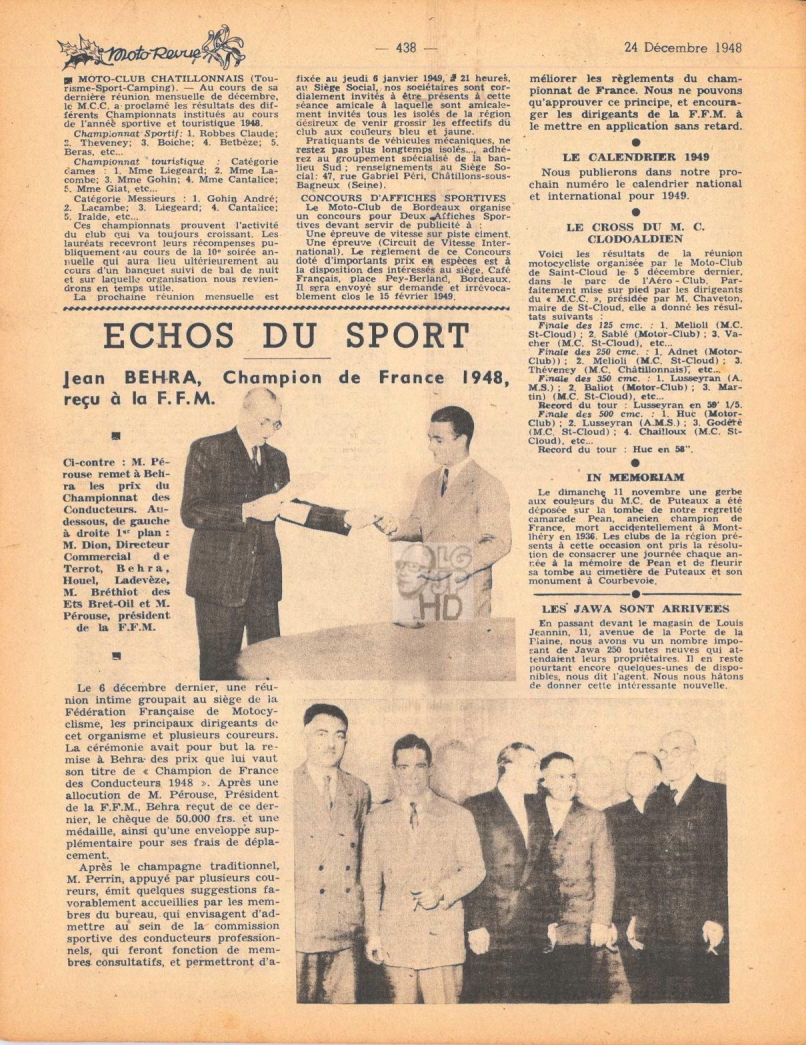 Moto Revue
— 438 —
24 Décembre 1948
MOTO-CLUB CHATILLONNAIS (Tou-
risme-Sport-Camping). — Au cours de sa
dernière réunion mensuelle de décembre,
le M.C.C. a proclamé les résultats des dif-
férents Championnats institués au cours
de l'année sportive et touristique 1948.
Championnat Sportif : 1. Robbes Claude;
2. Theveney; 3. Boiche; 4. Betbèze; 5.
Beras, etc...
Championnat touristique : Catégorie
dames : 1. Mme Liegeard; 2. Mme La-
combe; 3. Mme Gohin; 4. Mme Cantalice;
5. Mme Giat, etc...
Catégorie Messieurs : 1. Gohin André;
2. Lacambe; 3. Liegeard; 4. Cantalice;
5. Iralde, etc...
Ces championnats prouvent l'activité
du club qui va toujours croissant. Les
lauréats recevront leurs récompenses pu-
bliquement au cours de la 10e soirée an-
nuelle qui aura lieu ultérieurement au
cours d'un banquet suivi de bal de nuit
et sur laquelle organisation nous revien-
drons en temps utile.
La prochaine réunion mensuelle est
fixée au jeudi 6 janvier 1949, à 21 heures,
au Siège Social, nos sociétaires sont cor-
dialement invités à être présents à cette
séance amicale à laquelle sont amicale-
ment invités tous les isolés de la région
désireux de venir grossir les effectifs du
club aux couleurs bleu et jaune.
Pratiquants de véhicules mécaniques, ne
restez pas plus longtemps isolés..., adhé-
rez au groupement spécialisé de la ban-
lieue Sud ; renseignements au Siège So-
cial: 47, rue Gabriel Péri, Châtillons-sous-
Bagneux (Seine).
CONCOURS D'AFFICHES SPORTIVES
Le Moto-Club de Bordeaux organise
un concours pour Deux Affiches Spor-
tives devant servir de publicité à :
Une épreuve de vitesse sur piste ciment.
Une épreuve (Circuit de Vitesse Inter-
national). Le règlement de ce Concours
doté d'importants prix en espèces est à
la disposition des intéressés au siège, Café
Français, place Pey-Berland, Bordeaux.
Il sera envoyé sur demande et irrévoca-
blement clos le 15 février 1949.
ECHOS DU SPORT
Jean BEHRA, Champion de France 1948,
reçu à la F.F.M.
Ci-contre : M. Pé-
rouse remet à Beh-
ra les prix du
Championnat des
Conducteurs. Au-
dessous, de gauche
à droite 1er plan :
M. Dion, Directeur
Commercial de
Terrot, Behra,
Houel, Ladevèze,
M. Bréthiot des
Ets Bret-Oil et M.
Pérouse, président
de la F.F.M.
LG
HD
Le 6 décembre dernier, une réu-
nion intime groupait au siège de la
Fédération Française de Motocy-
clisme, les principaux dirigeants de
cet organisme et plusieurs coureurs.
La cérémonie avait pour but la re-
mise à Behra des prix que lui vaut
son titre de « Champion de France
des Conducteurs 1948 ». Après une
allocution de M. Pérouse, Président
de la F.F.M., Behra reçut de ce der-
nier, le chèque de 50.000 frs. et une
médaille, ainsi qu'une enveloppe sup-
plémentaire pour ses frais de dépla-
cement.
Après le champagne traditionnel,
M. Perrin, appuyé par plusieurs cou-
reurs, émit quelques suggestions fa-
vorablement accueillies par les mem-
bres du bureau, qui envisagent d'ad-
mettre au sein de la commission
sportive des conducteurs profession-
nels, qui feront fonction de mem-
bres consultatifs, et permettront d'a-
méliorer les règlements du cham-
pionnat de France. Nous ne pouvons
qu'approuver ce principe, et encoura-
ger les dirigeants de la F.F.M. à
le mettre en application sans retard.
LE CALENDRIER 1949
Nous publierons dans notre pro-
chain numéro le calendrier national
et international pour 1949.
LE CROSS DU M. C.
CLODOALDIEN
Voici les résultats de la réunion
motocycliste organisée par le Moto-Club
de Saint-Cloud le 5 décembre dernier,
dans le parc de l'Aéro-Club. Par-
faitement mise sur pied par les dirigeants
du « M.C.C. », présidée par M. Chaveton,
maire de St-Cloud, elle a donné les résul-
tats suivants :
Finale des 125 cmc. : 1. Melioli (M.C.
St-Cloud) ; 2. Sablé (Motor-Club) ; 3. Va-
cher (M.C. St-Cloud), etc...
Finale des 250 cmc. : 1. Adnet (Motor-
Club)) ; 2. Melioli (M.C. St-Cloud) ; 3.
Théveney (M.C. Châtillonnais), etc...
Finale des 350 cmc. : 1. Lusseyran (A.
M.S.) ; 2. Baliot (Motor-Club) ; 3. Mar-
tin) (M.C. St-Cloud), etc...
Record du tour : Lusseyran en 58' 1/5.
Finale des 500 cmc. : 1. Huc (Motor-
Club) ; 2. Lusseyran (A.M.S.) ; 3. Godefré
(M.C. St-Cloud) ; 4. Chailloux (M.C. St-
Cloud), etc...
Record du tour : Huc en 58".
IN MEMORIAM
Le dimanche 11 novembre une gerbe
aux couleurs du M.C. de Puteaux a été
déposée sur la tombe de notre regretté
camarade Pean, ancien champion de
France, mort accidentellement à Mont-
lhéry en 1936. Les clubs de la région pré-
sents à cette occasion ont pris la résolu-
tion de consacrer une journée chaque an-
née à la mémoire de Pean et de fleurir
sa tombe au cimetière de Puteaux et son
monument à Courbevoie.
LES JAWA SONT ARRIVEES
En passant devant le magasin de Louis
Jeannin, 11, avenue de la Porte de la
Plaine, nous avons vu un nombre impo-
rant de Jawa 250 toutes neuves qui at-
tendaient leurs propriétaires. Il en reste
pourtant encore quelques-unes de dispo-
nibles, nous dit l'agent. Nous nous hâtons
de donner cette intéressante nouvelle.